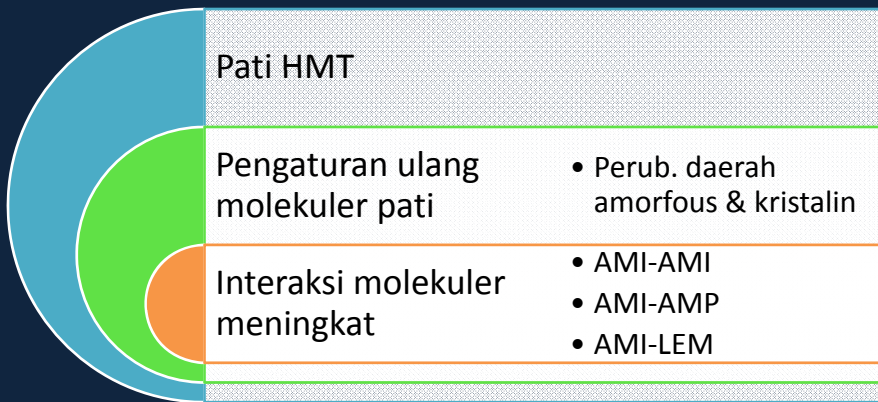 Pati HMT
Pengaturan ulang
molekuler pati
• Perub. daerah
amorfous & kristalin
Interaksi molekuler
meningkat
• AMI-AMI
• AMI-AMP
• AMI-LEM